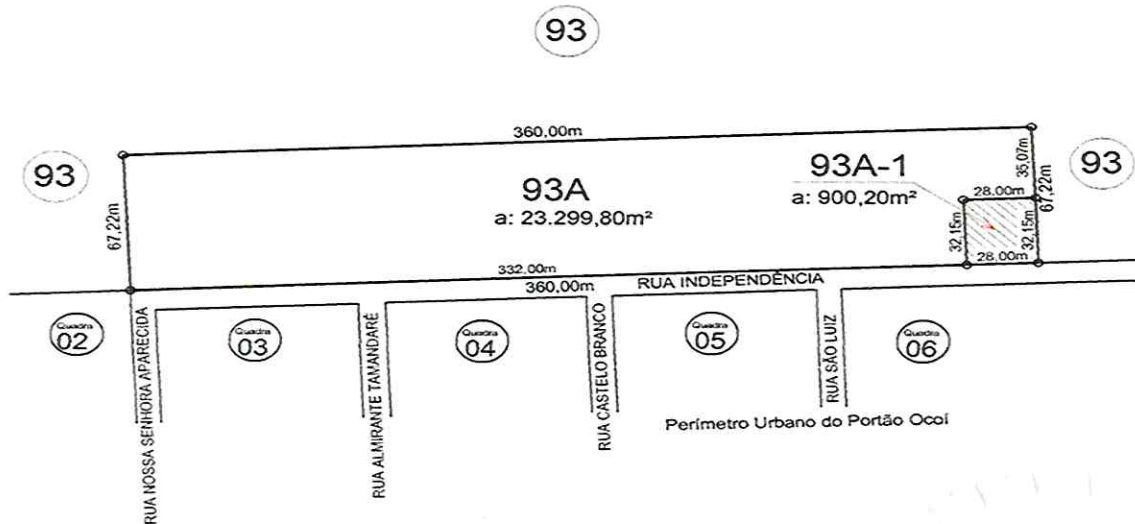 93
360,00m
93
93A
a: 23.299,80m²
93A-1
a: 900,20m²
35,07m
67,22m
93
28,00m
32,15m
32,15m
28,00m
67,22m
332,00m
360,00m
RUA INDEPENDÊNCIA
Quadra
02
RUA NOSSA SENHORA APARECIDA
Quadra
03
RUA ALMIRANTE TAMANDARÉ
Quadra
04
RUA CASTELO BRANCO
Quadra
05
RUA SÃO LUIZ
Quadra
06
Perímetro Urbano do Portão Ocoí